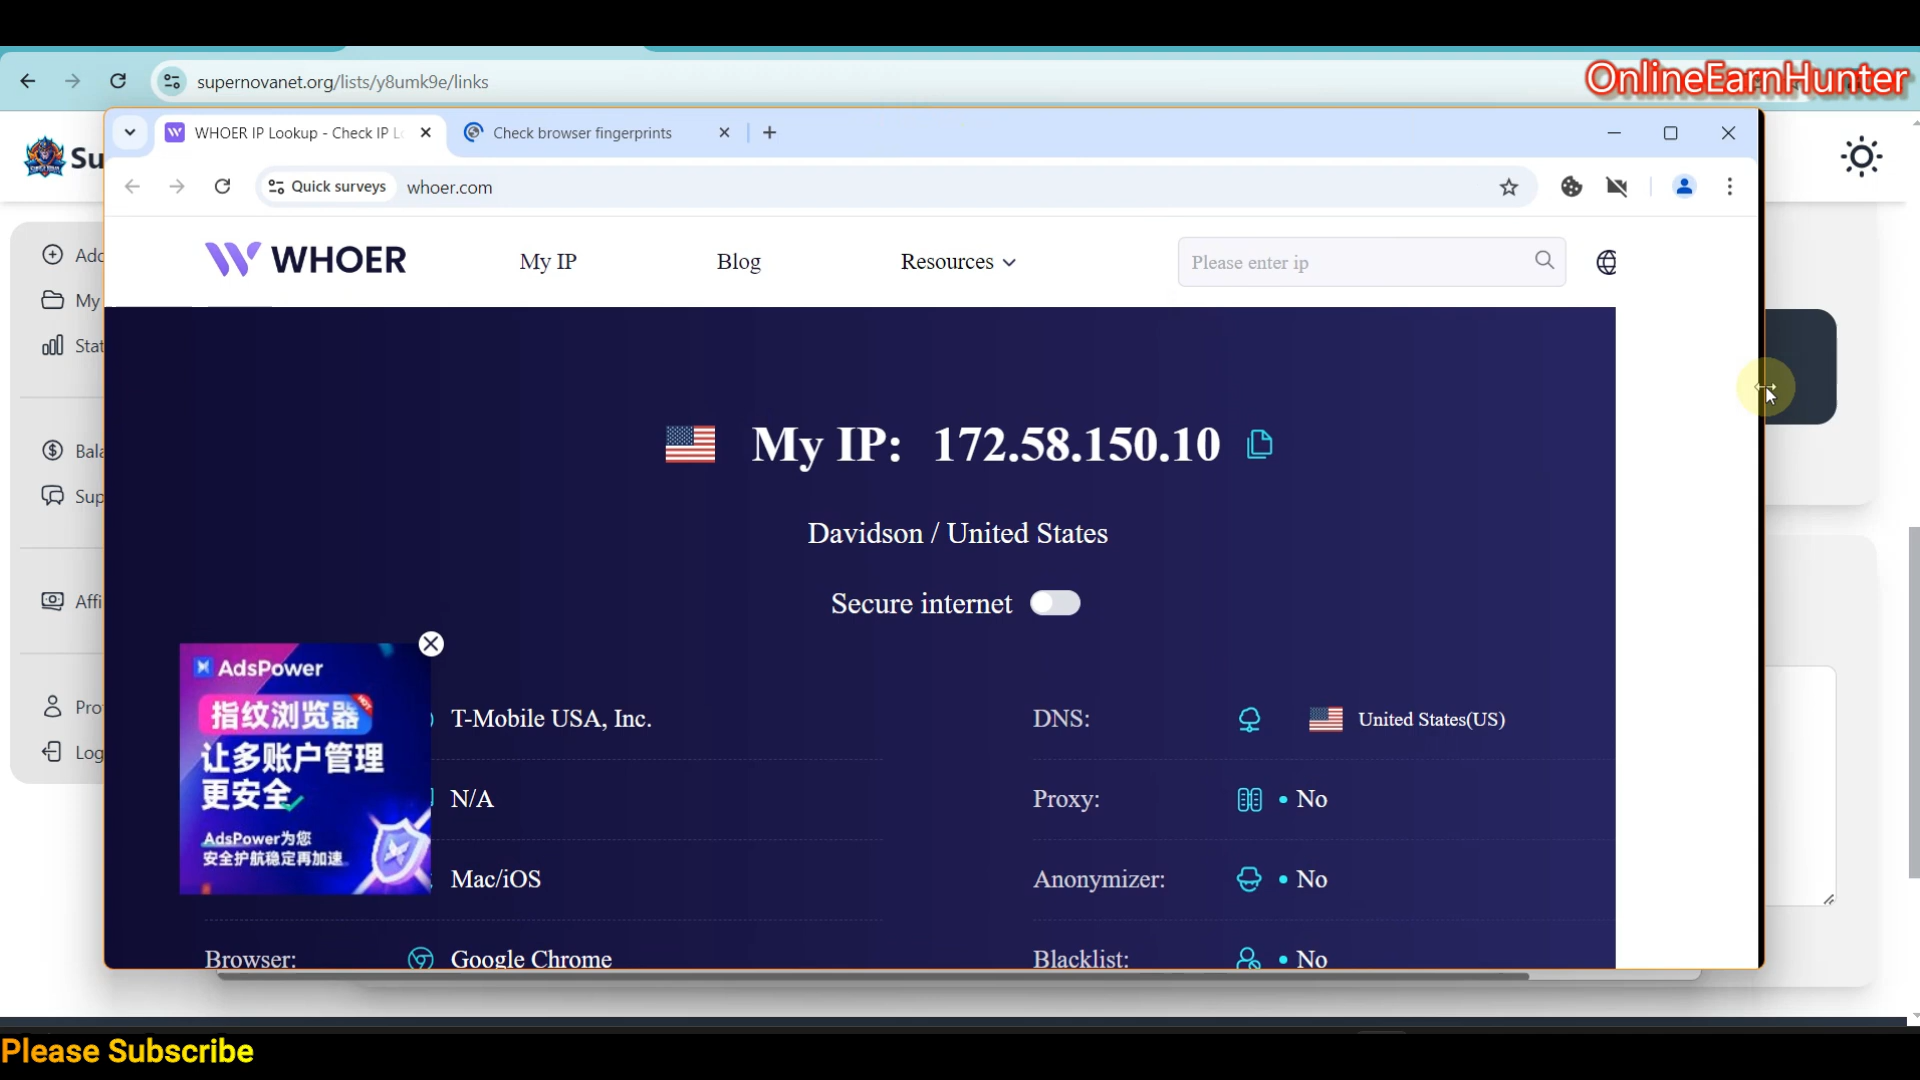 supernovanet.org/lists/y8umk9e/links
OnlineEarnHunter
WHOER IP Lookup - Check IP Lo
Check browser fingerprints
Su
Quick surveys
whoer.com
Add
My
Stat
Bala
Sup
Affi
Pro
Log
WHOER
My IP
Blog
Resources
Please enter ip
My IP: 172.58.150.10
Davidson / United States
Secure internet
AdsPower
HOT
指纹浏览器
让多账户管理
更安全
AdsPower为您
安全护航稳定再加速
T-Mobile USA, Inc.
DNS:
United States(US)
N/A
Proxy:
No
Mac/iOS
Anonymizer:
No
Browser:
Google Chrome
Blacklist:
No
Please Subscribe